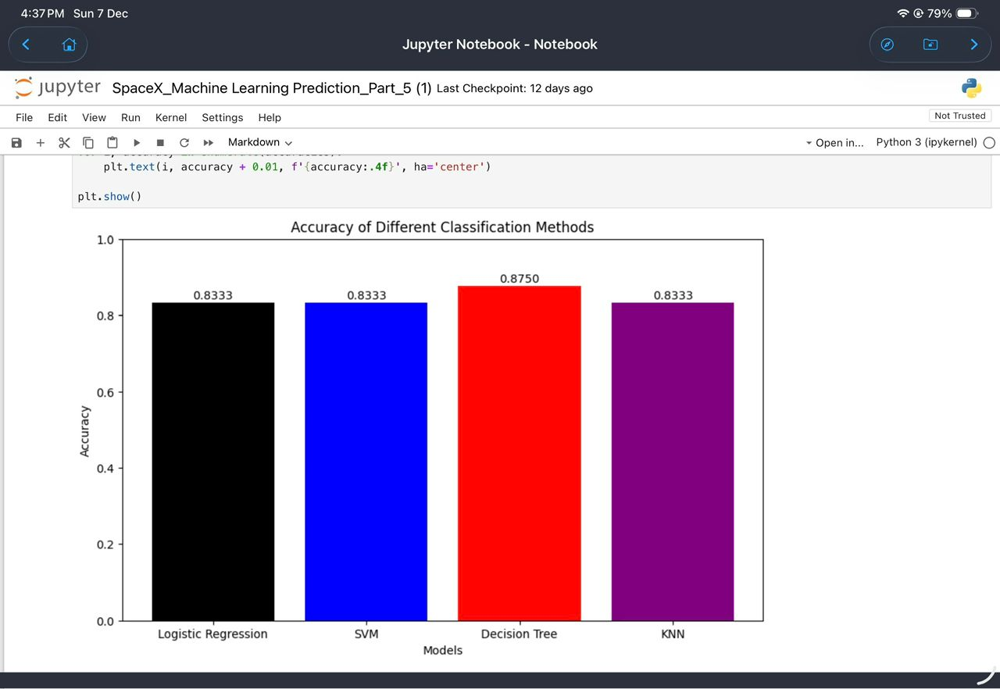 4:37 PM Sun 7 Dec
79%
Jupyter Notebook - Notebook
jupyter SpaceX_Machine Learning Prediction_Part_5 (1) Last Checkpoint: 12 days ago
File Edit View Run Kernel Settings Help
Not Trusted
Markdown
Open in...
Python 3 (ipykernel)
plt.text(i, accuracy + 0.01, f'{accuracy:.4f}', ha='center')
plt.show()
Accuracy of Different Classification Methods
1.0
0.8
0.6
0.4
0.2
0.0
Accuracy
0.8333
0.8333
0.8750
0.8333
Logistic Regression
SVM
Decision Tree
KNN
Models